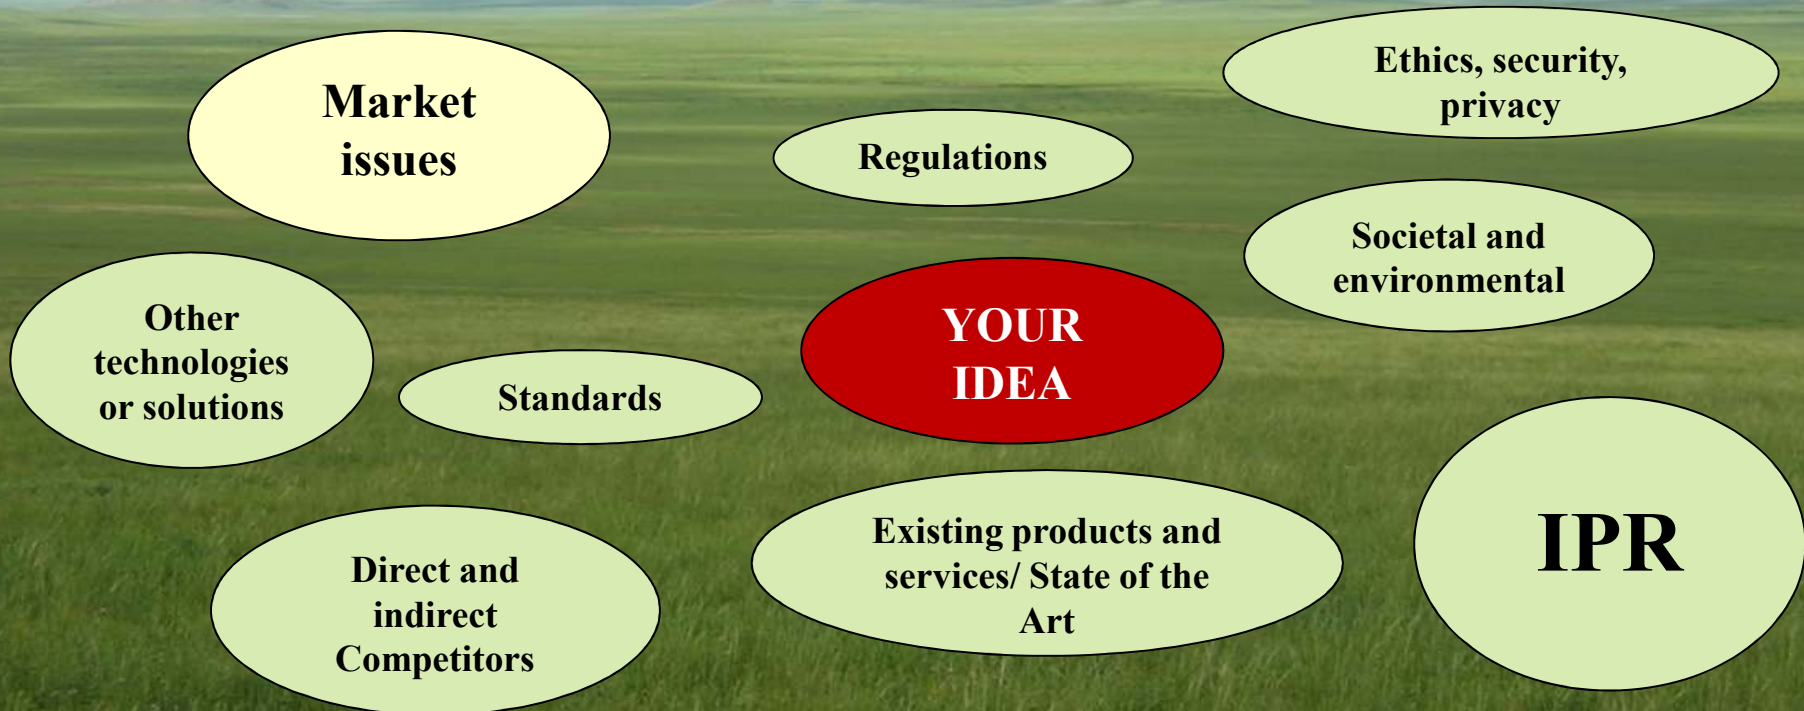 Market
issues
Regulations
Ethics, security,
privacy
Societal and
environmental
Other
technologies
or solutions
Standards
YOUR
IDEA
Direct and
indirect
Competitors
Existing products and
services/ State of the
Art
IPR